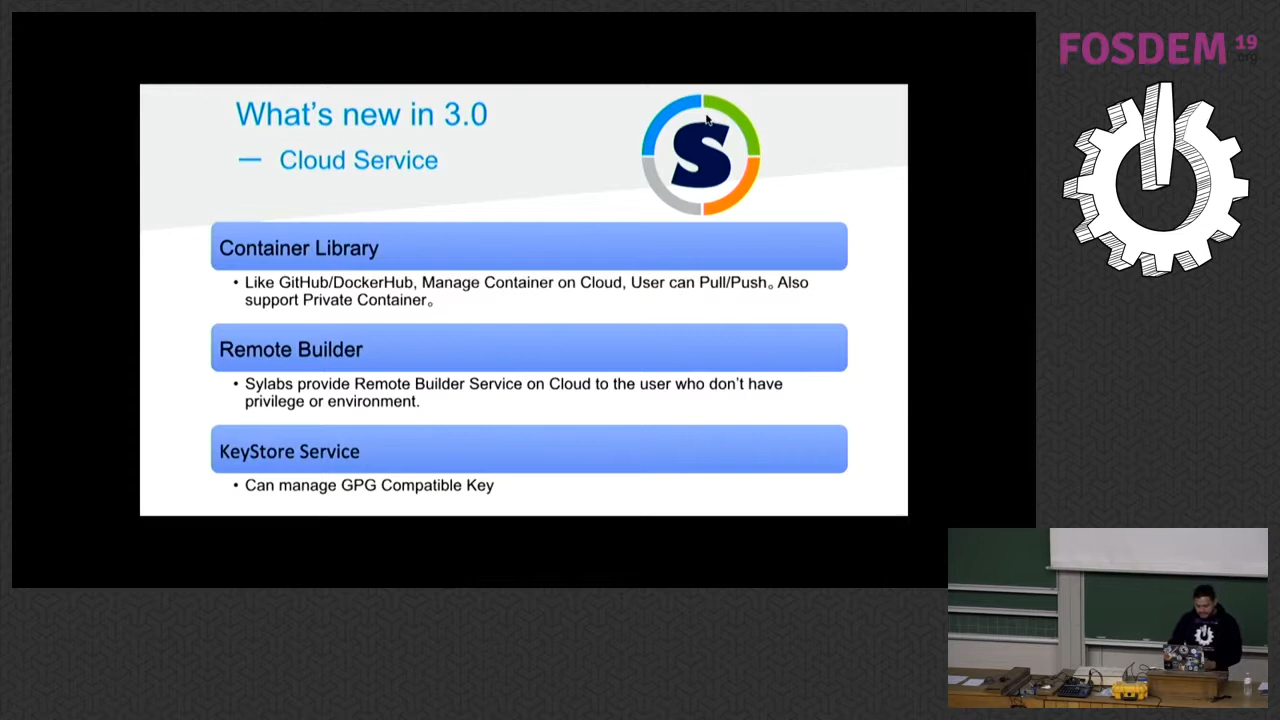 FOSDEM 19
.org
What's new in 3.0
— Cloud Service
S
Container Library
• Like GitHub/DockerHub, Manage Container on Cloud, User can Pull/Push。Also
support Private Container。
Remote Builder
• Sylabs provide Remote Builder Service on Cloud to the user who don't have
privilege or environment.
KeyStore Service
• Can manage GPG Compatible Key